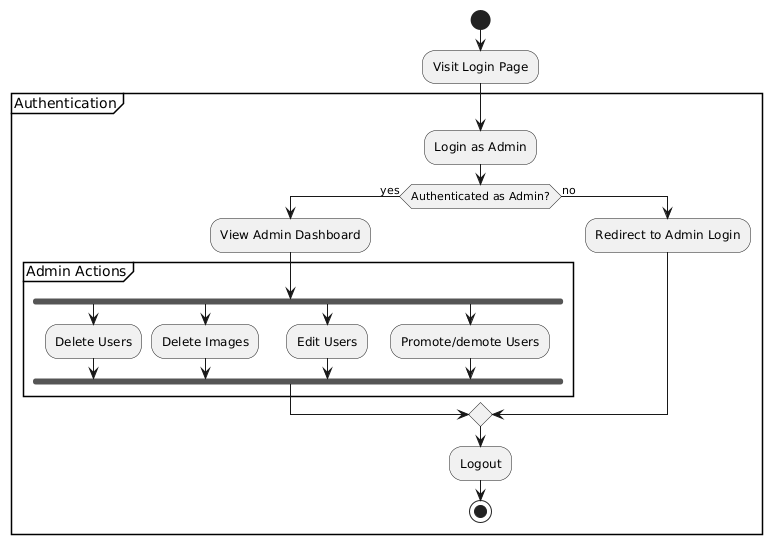 Visit Login Page
Authentication
Login as Admin
yes
Authenticated as Admin?
no
View Admin Dashboard
Redirect to Admin Login
Admin Actions
Delete Users
Delete Images
Edit Users
Promote/demote Users
Logout